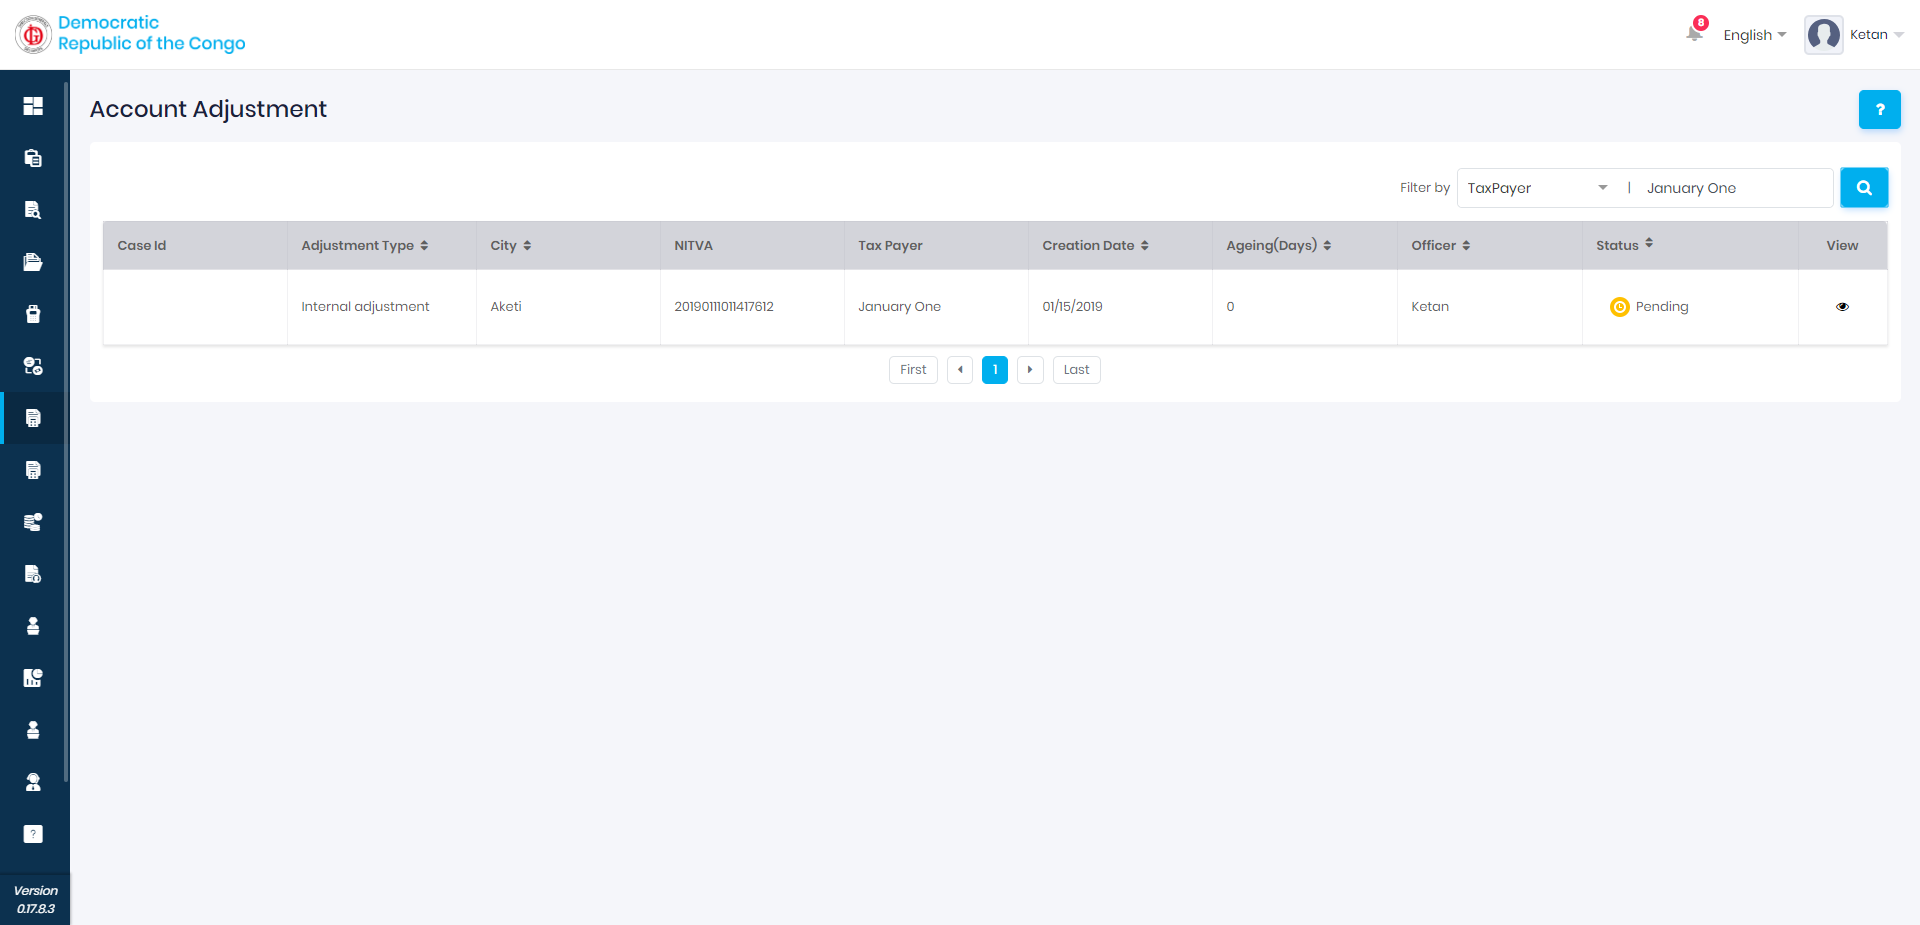 Democratic
Republic of the Congo
8
English
Ketan
Account Adjustment
?
Filter by TaxPayer | January One
Case Id Adjustment Type City NITVA Tax Payer Creation Date Ageing(Days) Officer Status View
Internal adjustment Aketi 20190111011417612 January One 01/15/2019 0 Ketan Pending
First 1 Last
?
Version
0.17.8.3